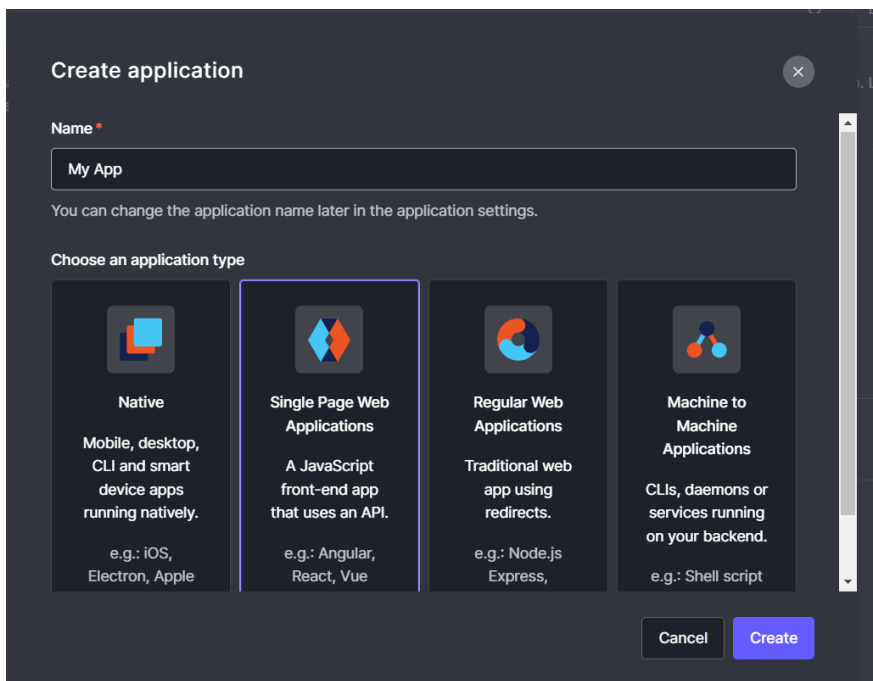 Create application
Name *
My App
You can change the application name later in the application settings.
Choose an application type
Native
Mobile, desktop,
CLI and smart
device apps
running natively.
e.g.: iOS,
Electron, Apple
Single Page Web
Applications
A JavaScript
front-end app
that uses an API.
e.g.: Angular,
React, Vue
Regular Web
Applications
Traditional web
app using
redirects.
e.g.: Node.js
Express,
Machine to
Machine
Applications
CLIs, daemons or
services running
on your backend.
e.g.: Shell script
Cancel
Create